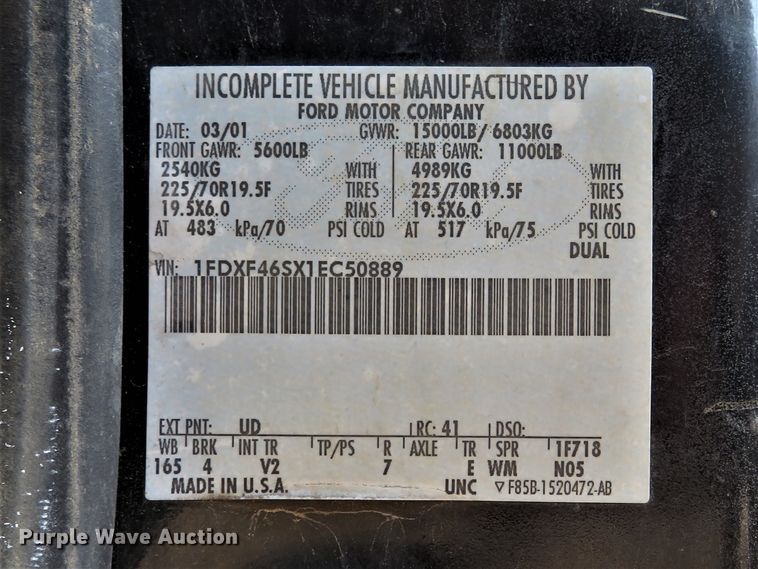 INCOMPLETE VEHICLE MANUFACTURED BY
FORD MOTOR COMPANY
DATE: 03/01 GVWR: 15000LB/ 6803KG
FRONT GAWR: 5600LB REAR GAWR: 11000LB
2540KG WITH 4989KG WITH
225/70R19.5F TIRES 225/70R19.5F TIRES
19.5X6.0 RIMS 19.5X6.0 RIMS
AT 483 kPa/70 PSI COLD AT 517 kPa/75 PSI COLD
DUAL
VIN: 1FDXF46SX1EC50889
EXT PNT: UD RC: 41 DSO:
WB BRK INT TR TP/PS R AXLE TR SPR 1F718
165 4 V2 7 E WM N05
MADE IN U.S.A. UNC F85B-1520472-AB
Purple Wave Auction